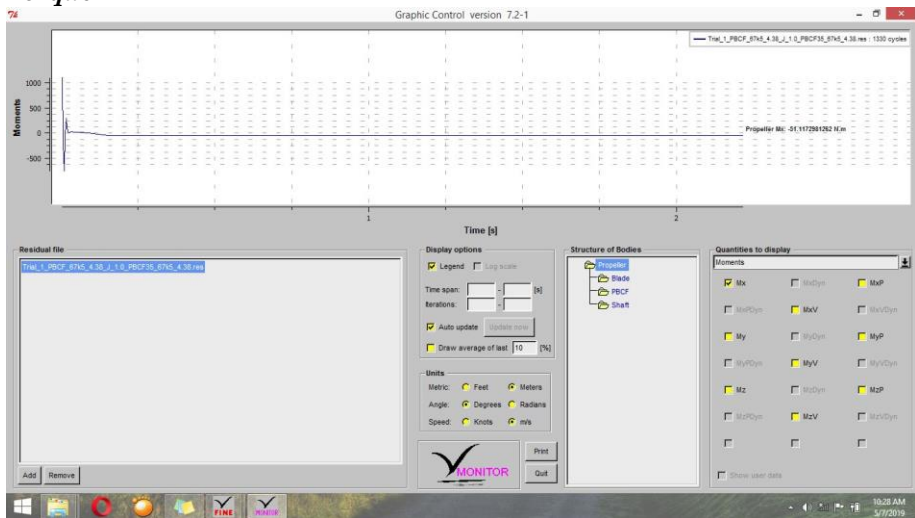 Graphic Control version 7.2-1
Trial_1_PBCF_67k5_4.38_J_1.0_PBCF35_67k5_4.38.res : 1330 cycles
Moments
1000
500
0
-500
Propeller Mx: -51.1172981262 N.m
1
2
Time [s]
Residual file
Trial_1_PBCF_67k5_4.38_J_1.0_PBCF35_67k5_4.38.res
Add
Remove
Display options
Legend
Log scale
Time span:
-
[s]
Iterations:
-
Auto update
Update now
Draw average of last
10
[%]
Units
Metric:
Feet
Meters
Angle:
Degrees
Radians
Speed:
Knots
m/s
MONITOR
Print
Quit
Structure of Bodies
Propeller
Blade
PBCF
Shaft
Quantities to display
Moments
Mx
MxDyn
MxP
MxPDyn
MxV
MxVDyn
My
MyDyn
MyP
MyPDyn
MyV
MyVDyn
Mz
MzDyn
MzP
MzPDyn
MzV
MzVDyn
Show user data
FINE
MONITOR
10:28 AM
5/7/2019